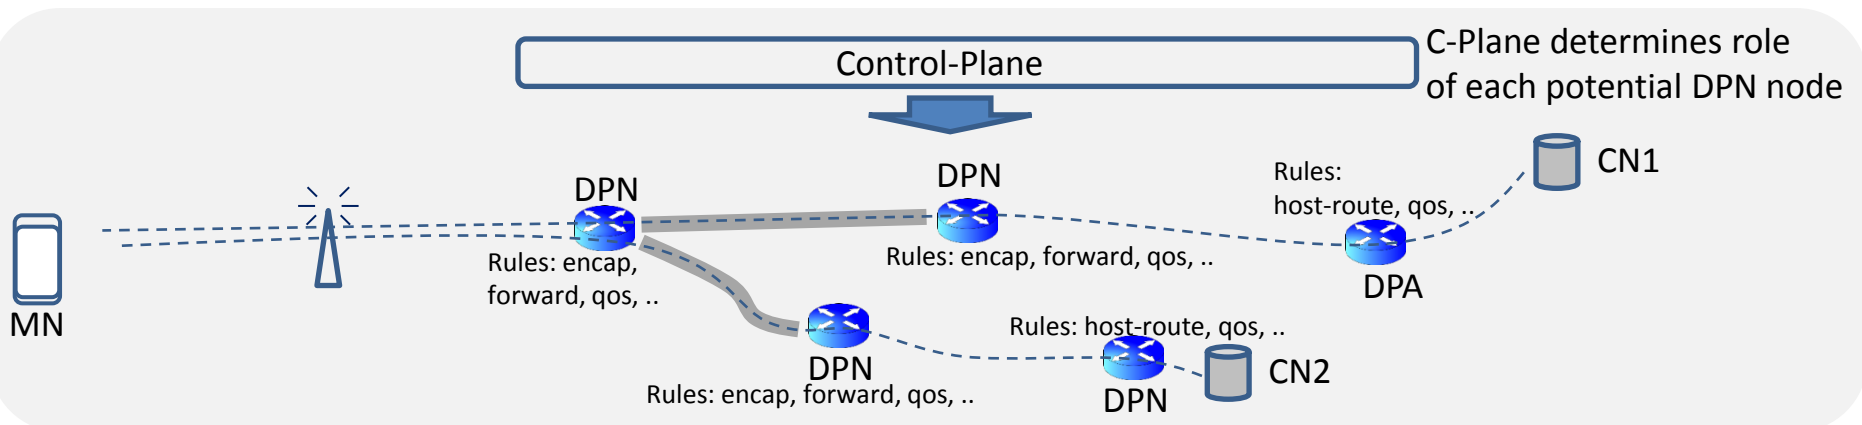 Control-Plane
C-Plane determines role
of each potential DPN node
MN
DPN
Rules: encap,
forward, qos, ..
DPN
Rules: encap, forward, qos, ..
Rules:
host-route, qos, ..
DPA
CN1
DPN
Rules: encap, forward, qos, ..
Rules: host-route, qos, ..
DPN
CN2